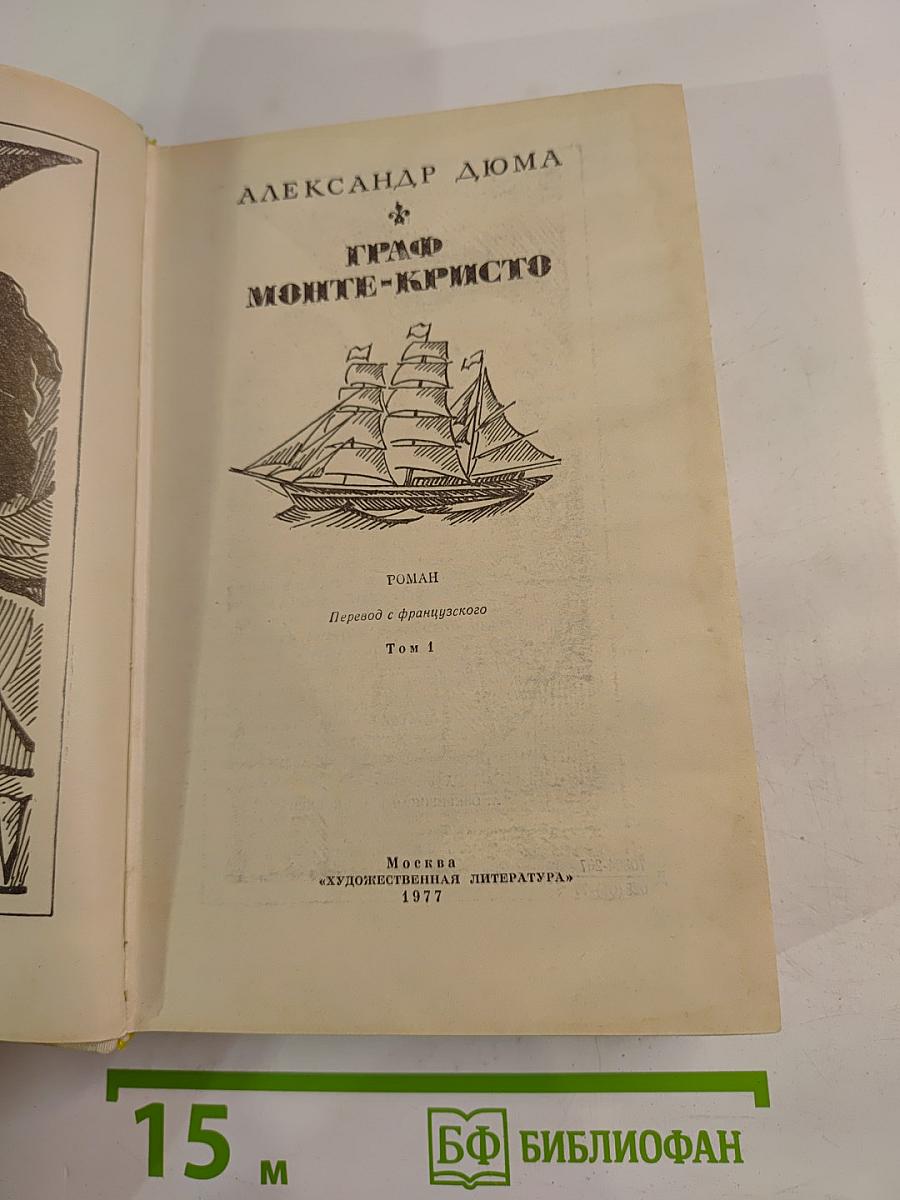 АЛЕКСАНДР ДЮМА
ГРАФ
МОНТЕ-КРИСТО
РОМАН
Перевод с французского
Том 1
Москва
«ХУДОЖЕСТВЕННАЯ ЛИТЕРАТУРА»
1977
15 м
БФ БИБЛИОФАН